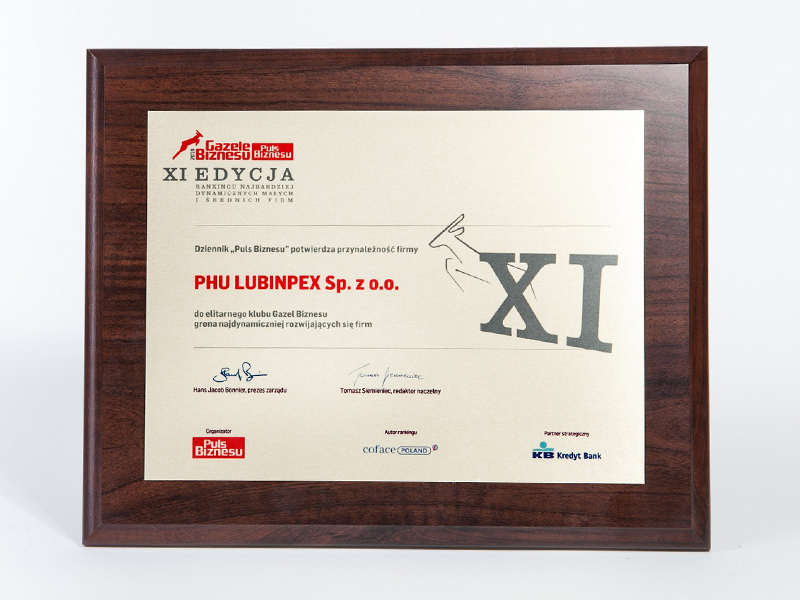 Gazele
Biznesu
Puls
Biznesu
XI EDYCJA
RANKINGU NAJBARDZIEJ
DYNAMICZNYCH MAŁYCH
I ŚREDNICH FIRM
Dziennik „Puls Biznesu” potwierdza przynależność firmy
PHU LUBINPEX Sp. z o.o.
do elitarnego klubu Gazel Biznesu
grona najdynamiczniej rozwijających się firm
XI
Hans Jacob Bonnier, prezes zarządu
Tomasz Siemieniec, redaktor naczelny
Organizator
Puls
Biznesu
Autor rankingu
coface POLAND
Partner strategiczny
KB Kredyt Bank